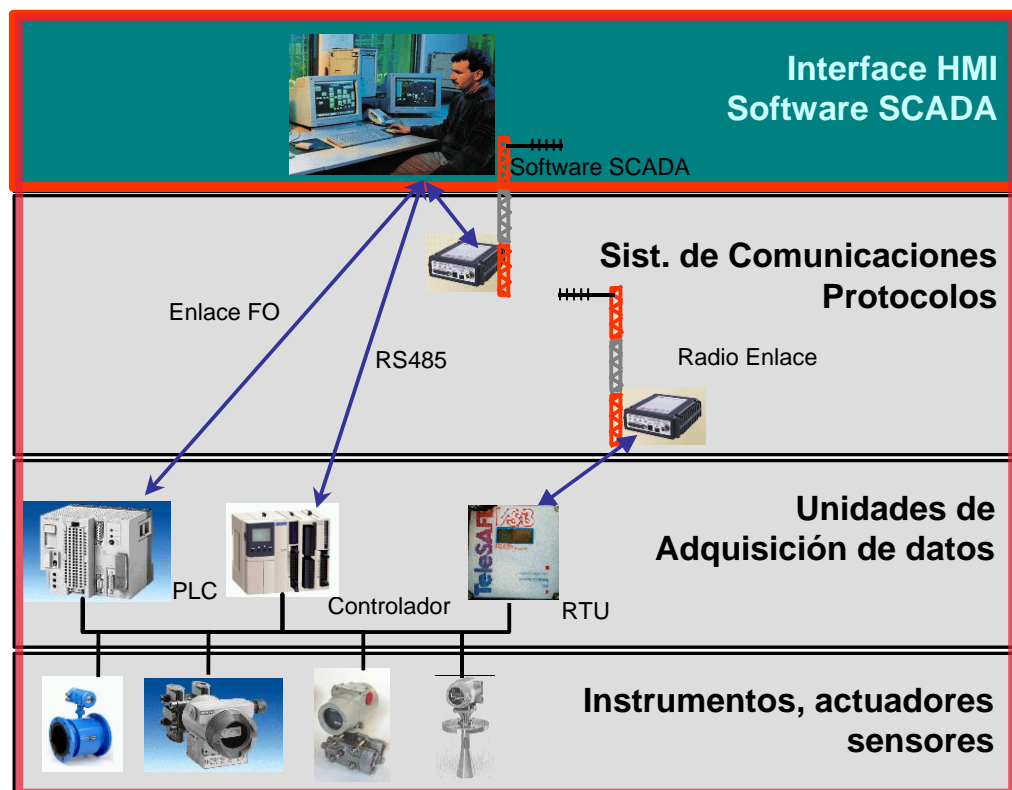 Interface HMI
Software SCADA
Software SCADA
Sist. de Comunicaciones
Protocolos
Enlace FO
RS485
Radio Enlace
Unidades de
Adquisición de datos
PLC
Controlador
RTU
TeleSAFE
Instrumentos, actuadores
sensores